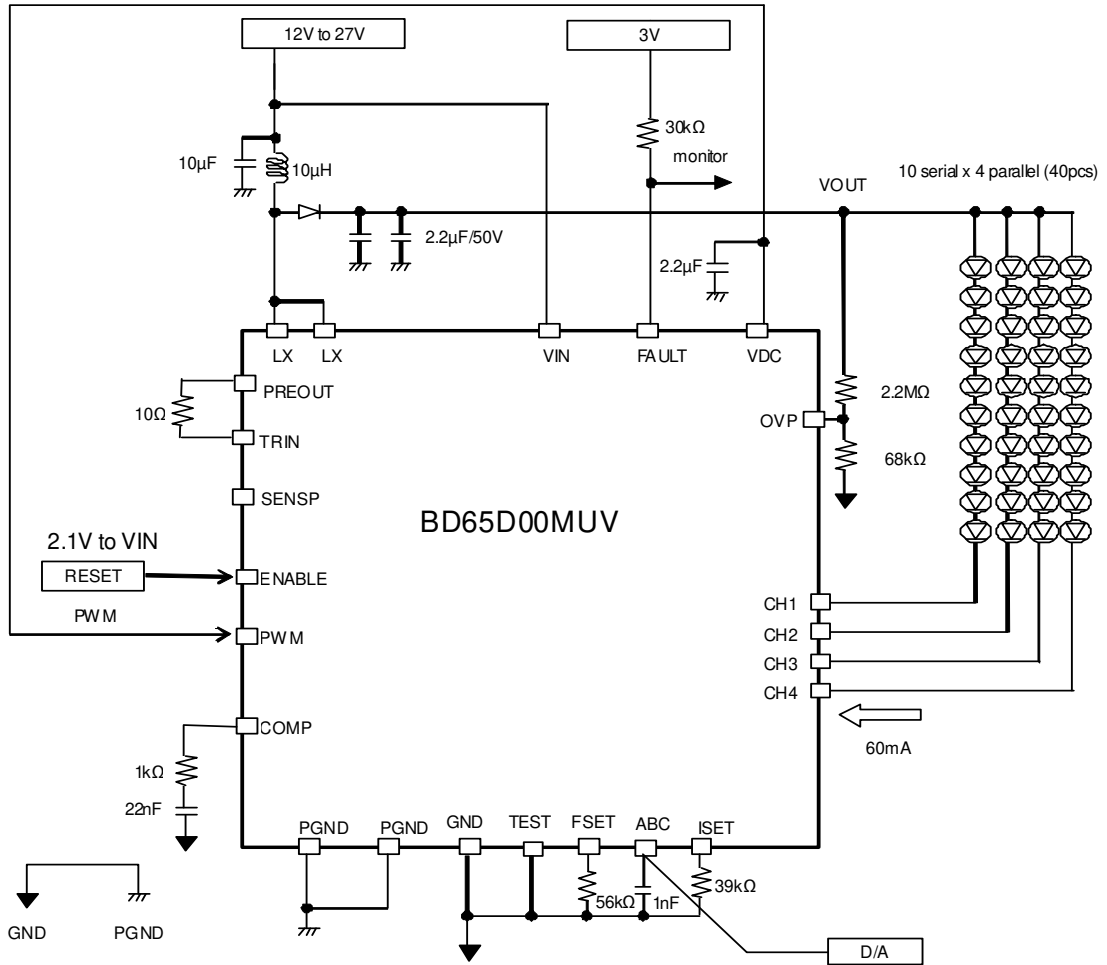 12V to 27V
3V
30kΩ
monitor
10µF
10µH
VOUT
10 serial x 4 parallel (40pcs)
2.2µF/50V
2.2µF
LX
LX
VIN
FAULT
VDC
PREOUT
10Ω
TRIN
SENSP
OVP
2.2MΩ
68kΩ
BD65D00MUV
2.1V to VIN
RESET
ENABLE
PWM
PWM
COMP
1kΩ
22nF
CH1
CH2
CH3
CH4
60mA
PGND
PGND
GND
TEST
FSET
ABC
ISET
56kΩ
1nF
39kΩ
GND
PGND
D/A